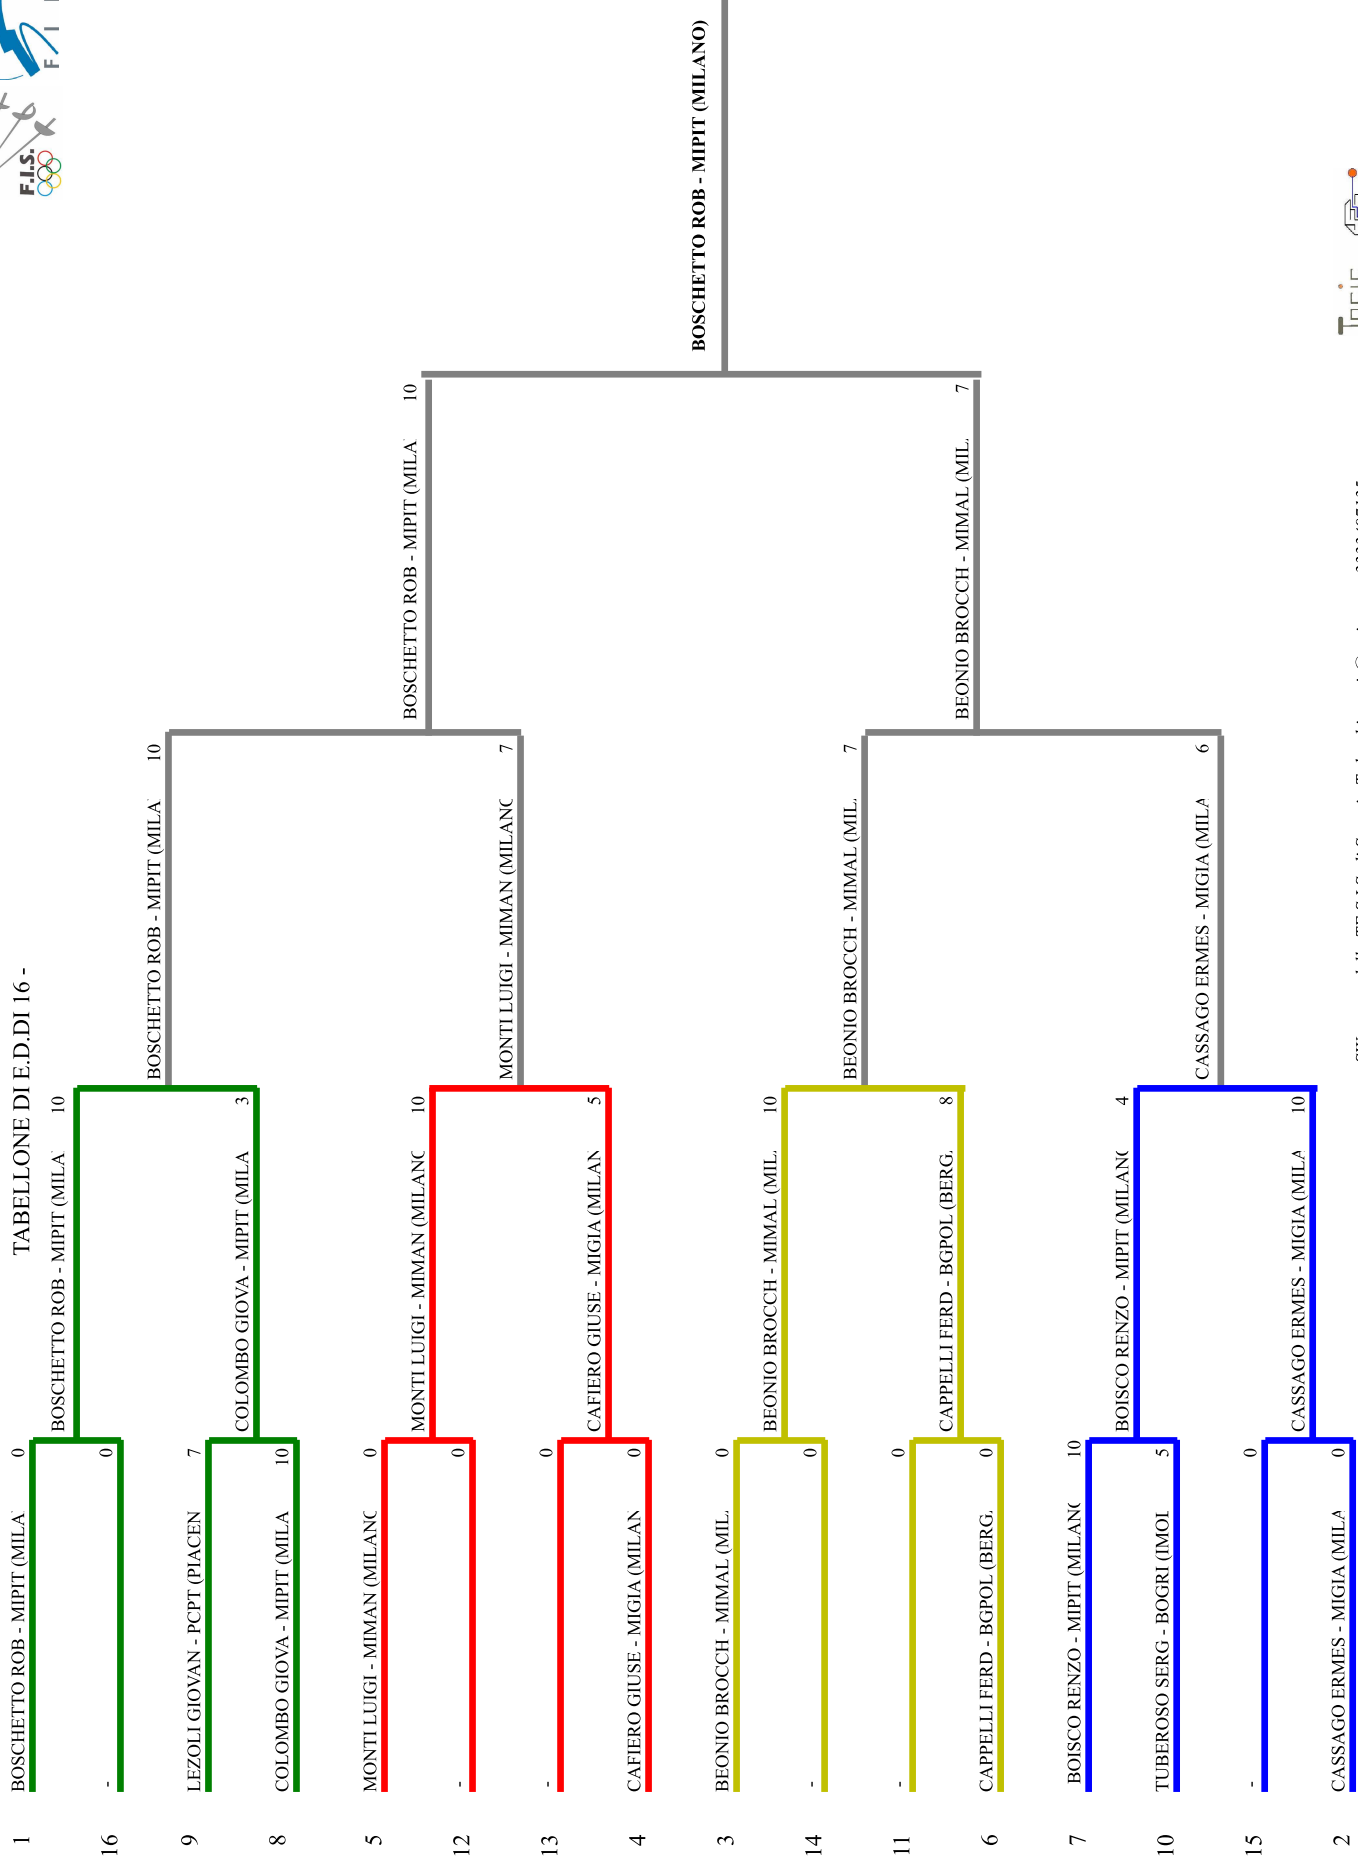 F.I.S.
TABELLONE DI E.D.DI 16 -
1
BOSCHETTO ROB - MIPIT (MILA
0
16
-
0
9
LEZOLI GIOVAN - PCPT (PIACEN
7
8
COLOMBO GIOVA - MIPIT (MILA
10
5
MONTI LUIGI - MIMAN (MILANO
0
12
-
0
13
-
0
4
CAFIERO GIUSE - MIGIA (MILAN
0
3
BEONIO BROCCH - MIMAL (MIL.
0
14
-
0
11
-
0
6
CAPPELLI FERD - BGPOL (BERG.
0
7
BOISCO RENZO - MIPIT (MILANO
10
10
TUBEROSO SERG - BOGRI (IMOL
5
15
-
0
2
CASSAGO ERMES - MIGIA (MILA
0
BOSCHETTO ROB - MIPIT (MILA
10
COLOMBO GIOVA - MIPIT (MILA
3
MONTI LUIGI - MIMAN (MILANO
10
CAFIERO GIUSE - MIGIA (MILAN
5
BEONIO BROCCH - MIMAL (MIL.
10
CAPPELLI FERD - BGPOL (BERG.
8
BOISCO RENZO - MIPIT (MILANO
4
CASSAGO ERMES - MIGIA (MILA
10
BOSCHETTO ROB - MIPIT (MILA
10
MONTI LUIGI - MIMAN (MILANO
7
BEONIO BROCCH - MIMAL (MIL.
7
CASSAGO ERMES - MIGIA (MILA
6
BOSCHETTO ROB - MIPIT (MILA
10
BEONIO BROCCH - MIMAL (MIL.
7
BOSCHETTO ROB - MIPIT (MILANO)